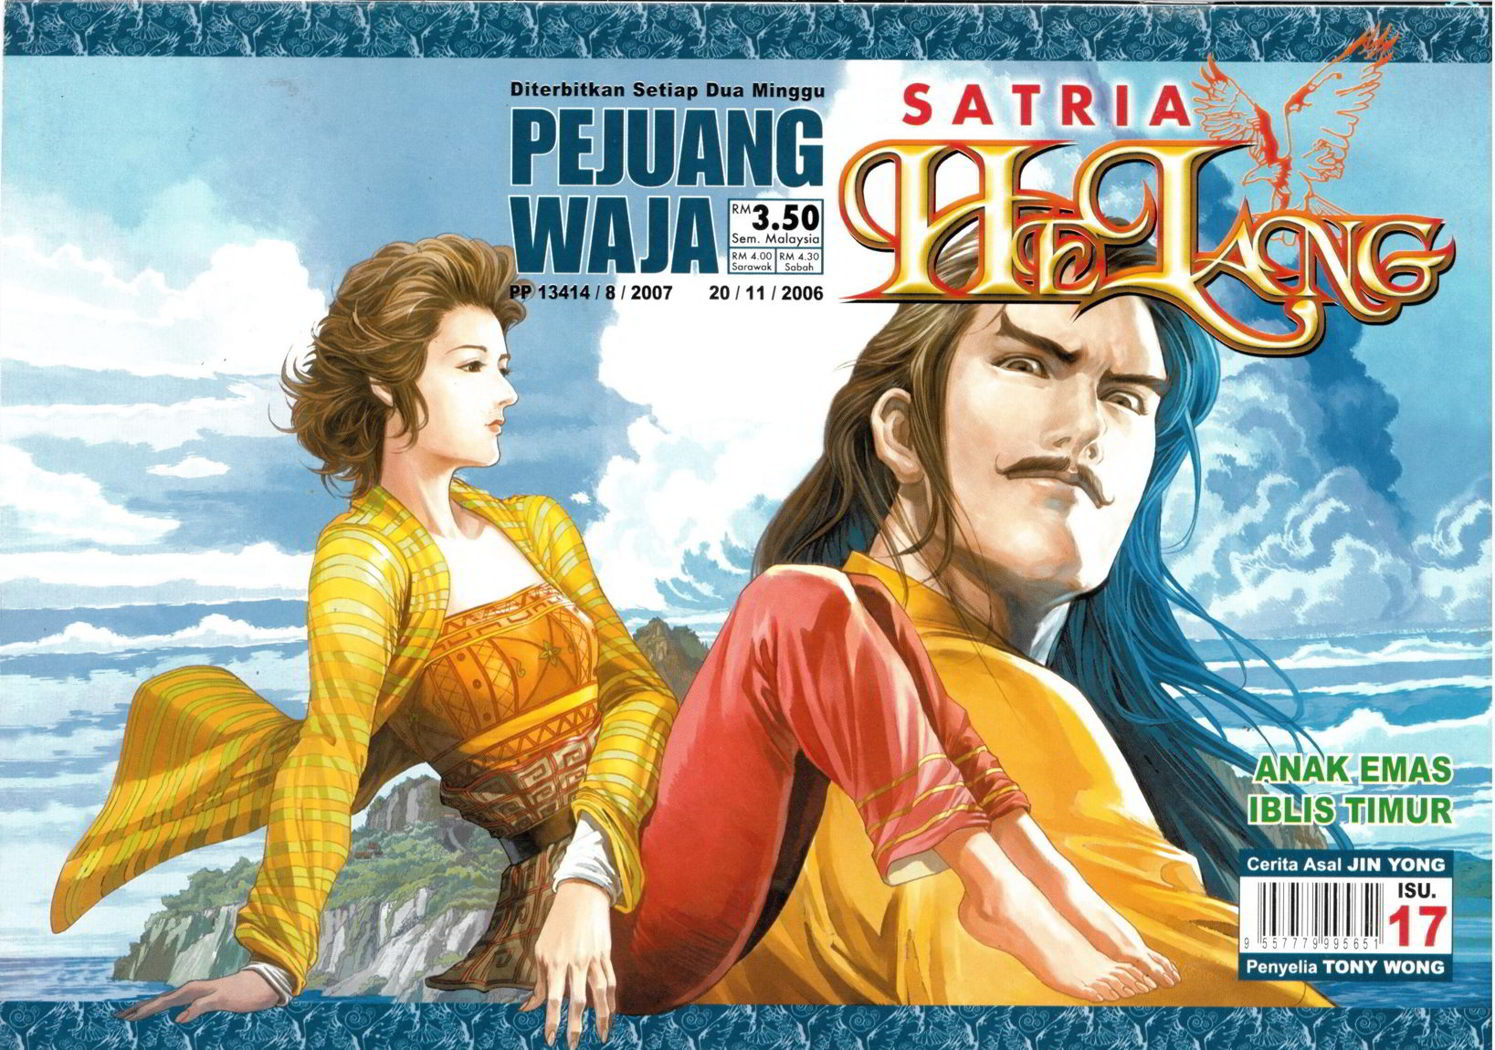 Diterbitkan Setiap Dua Minggu
PEJUANG
WAJA
RM 3.50
Sem. Malaysia
RM 4.00
Sarawak
RM 4.30
Sabah
PP 13414 / 8 / 2007
20 / 11 / 2006
SATRIA
HELANG
ANAK EMAS
IBLIS TIMUR
Cerita Asal JIN YONG
ISU.
17
9 557779 995651
Penyelia TONY WONG